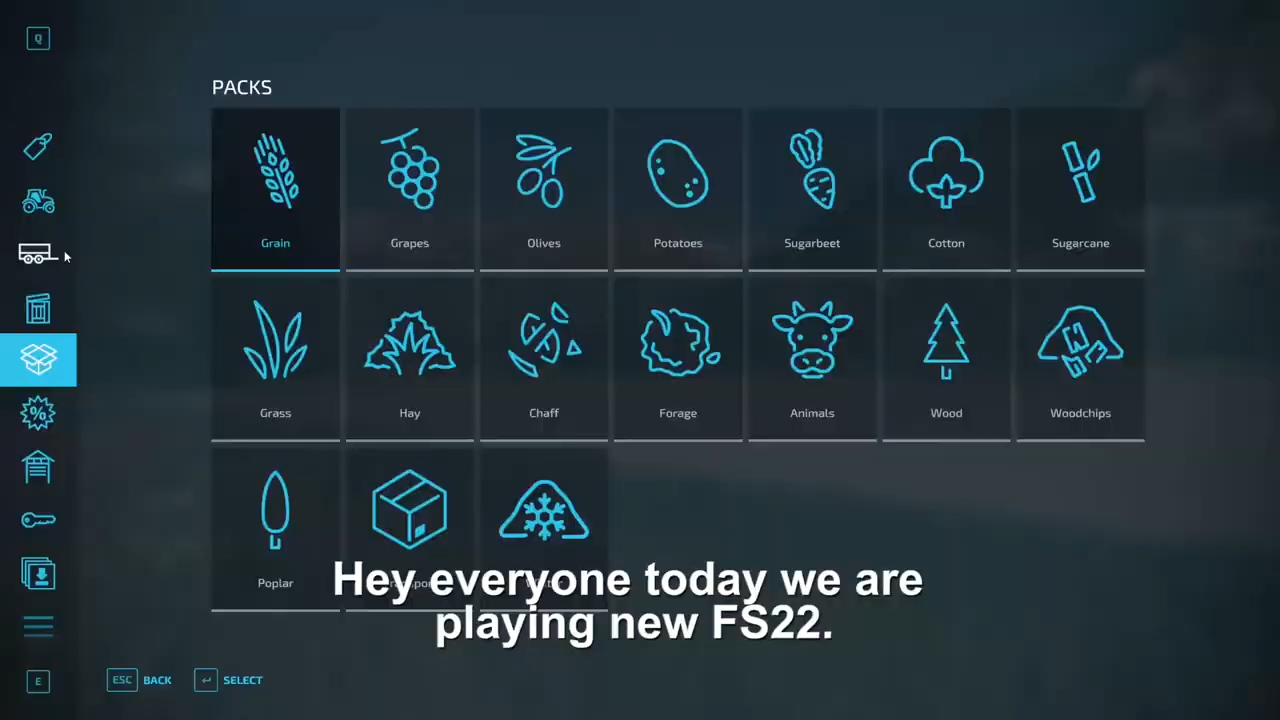 Q
PACKS
Grain
Grapes
Olives
Potatoes
Sugarbeet
Cotton
Sugarcane
Grass
Hay
Chaff
Forage
Animals
Wood
Woodchips
Poplar
Hey everyone today we are
playing new FS22.
E
ESC BACK
SELECT